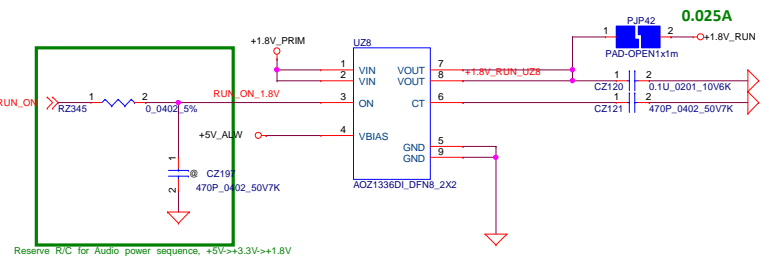 PJP42
0.025A
+1.8V_PRIM
UZ8
1
2
+1.8V_RUN
PAD-OPEN1x1m
1
VIN
VOUT
7
2
VIN
VOUT
8
+1.8V_RUN_UZ8
CZ120
1
2
0.1U_0201_10V6K
RUN_ON
RZ345
1
2
0_0402_5%
RUN_ON_1.8V
3
ON
CT
6
CZ121
1
2
470P_0402_50V7K
+5V_ALW
4
VBIAS
GND
5
GND
9
1
@
CZ197
2
470P_0402_50V7K
AOZ1336DI_DFN8_2X2
Reserve R/C for Audio power sequence, +5V->+3.3V->+1.8V